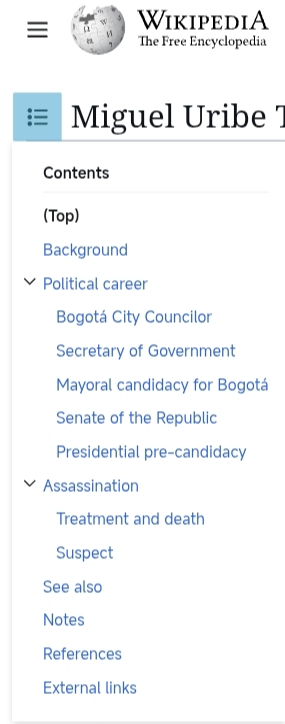 WIKIPEDIA
The Free Encyclopedia
Miguel Uribe
Contents
(Top)
Background
Political career
Bogotá City Councilor
Secretary of Government
Mayoral candidacy for Bogotá
Senate of the Republic
Presidential pre-candidacy
Assassination
Treatment and death
Suspect
See also
Notes
References
External links